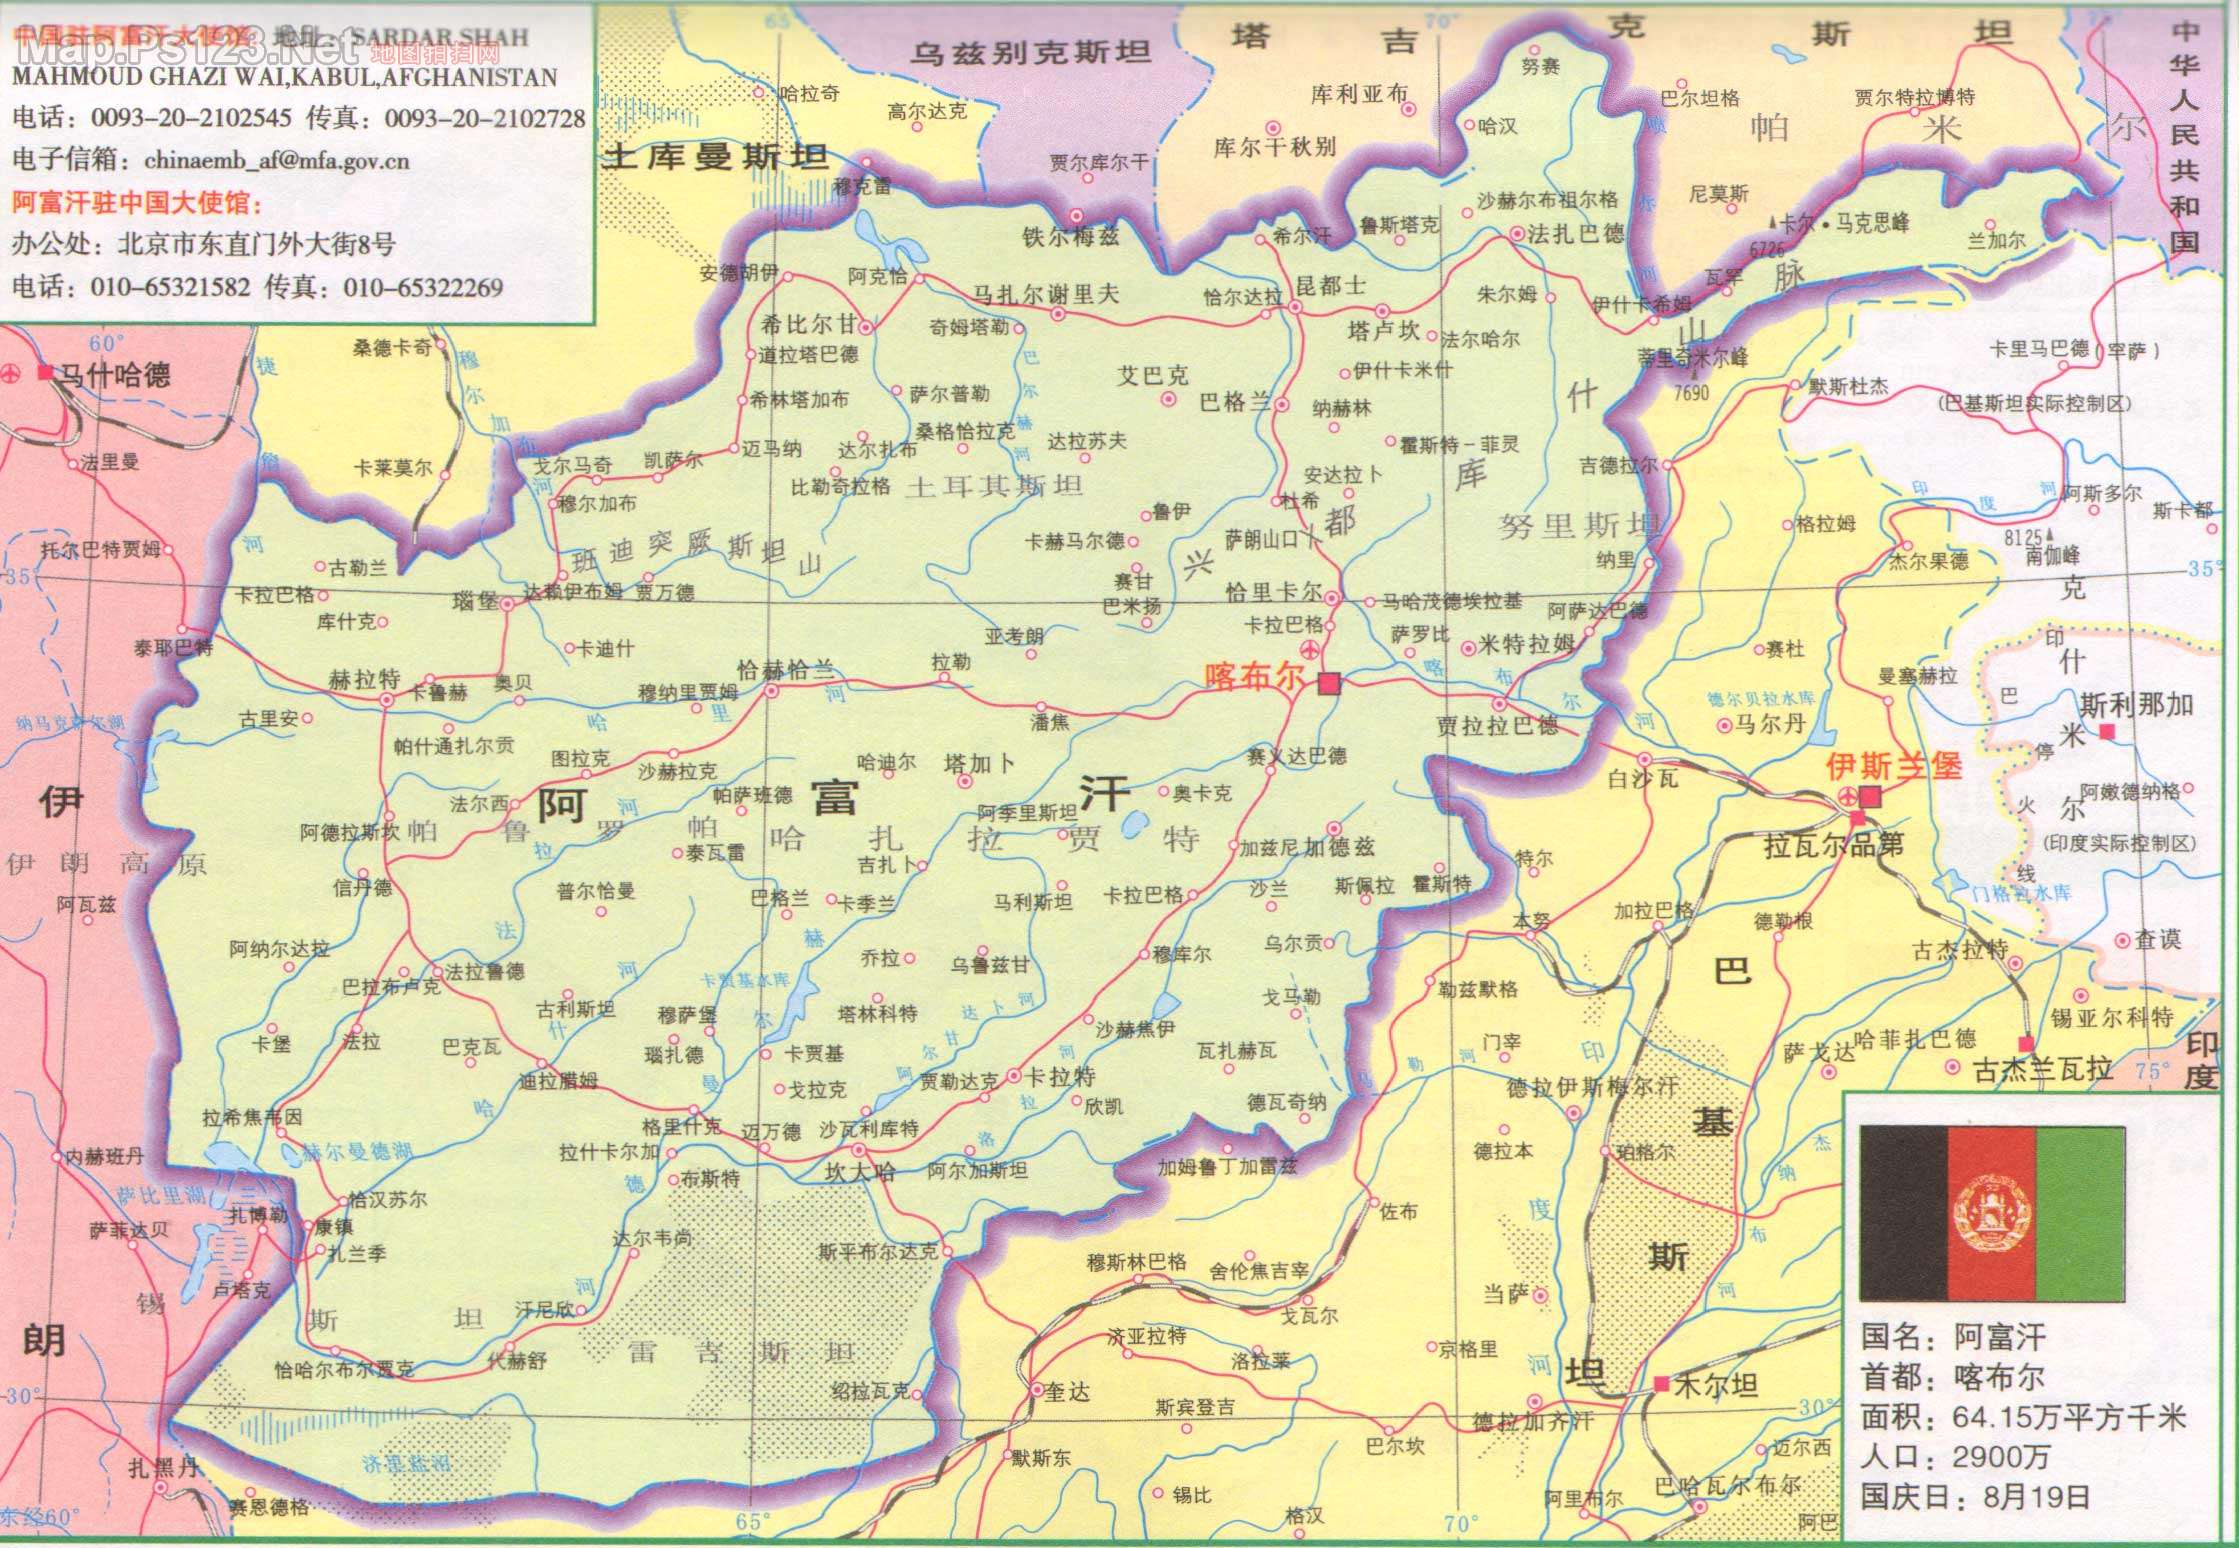 中国驻阿富汗大使馆 地址：SARDAR SHAH
Map.Ps123.Net 地图拍扫网
MAHMOUD GHAZI WAI,KABUL,AFGHANISTAN
电话：0093-20-2102545 传真：0093-20-2102728
电子信箱：chinaemb_af@mfa.gov.cn
阿富汗驻中国大使馆：
办公处：北京市东直门外大街8号
电话：010-65321582 传真：010-65322269
65°
70°
75°
乌兹别克斯坦
塔吉克斯坦
中华人民共和国
土库曼斯坦
哈拉奇
高尔达克
贾尔库尔干
库利亚布
库尔干秋别
努赛
哈汉
巴尔坦格
贾尔特拉博特
帕米尔
喷赤河
穆克雷
铁尔梅兹
希尔汗
鲁斯塔克
沙赫尔布祖尔格
法扎巴德
尼莫斯
卡尔·马克思峰
6726
兰加尔
瓦罕
脉
安德胡伊
阿克恰
马扎尔谢里夫
恰尔达拉
昆都士
朱尔姆
伊什卡希姆
山
希比尔甘
奇姆塔勒
塔卢坎
法尔哈尔
道拉塔巴德
蒂里奇米尔峰
7690
卡里马巴德(罕萨)
(巴基斯坦实际控制区)
默斯杜杰
60°
马什哈德
桑德卡奇
捷詹河
穆尔加布河
希林塔加布
萨尔普勒
艾巴克
巴格兰
伊什卡米什
纳赫林
什
巴尔赫河
法里曼
卡莱莫尔
戈尔马奇
凯萨尔
迈马纳
达尔扎布
桑格恰拉克
达拉苏夫
霍斯特-菲灵
吉德拉尔
穆尔加布
比勒奇拉格
土耳其斯坦
安达拉卜
库
鲁伊
杜希
都
努里斯坦
格拉姆
印度河
阿斯多尔
斯卡都
8125
南伽峰
托尔巴特贾姆
班迪突厥斯坦山
卡赫马尔德
萨朗山口
兴
纳里
杰尔果德
35°
35°
古勒兰
卡拉巴格
瑙堡
达赖伊布姆
贾万德
赛甘
巴米扬
恰里卡尔
马哈茂德埃拉基
阿萨达巴德
克什米尔
库什克
泰耶巴特
卡迪什
亚考朗
卡拉巴格
萨罗比
米特拉姆
赛杜
印巴停火线
赫拉特
卡鲁赫
奥贝
恰赫恰兰
穆纳里贾姆
拉勒
喀布尔
喀布尔河
曼塞赫拉
斯利那加
德尔贝拉水库
马尔丹
古里安
哈里河
潘焦
贾拉拉巴德
纳马克萨尔湖
帕什通扎尔贡
图拉克
沙赫拉克
哈迪尔
塔加卜
赛义达巴德
白沙瓦
伊斯兰堡
伊朗
阿富汗
法尔西
帕萨班德
阿季里斯坦
奥卡克
阿嫩德纳格
(印度实际控制区)
阿德拉斯坎
帕鲁罗帕
哈扎拉贾特
泰瓦雷
加兹尼
加德兹
拉瓦尔品第
伊朗高原
法拉河
吉扎卜
特尔
信丹德
普尔恰曼
巴格兰
卡季兰
马利斯坦
卡拉巴格
沙兰
斯佩拉
霍斯特
门格拉水库
阿瓦兹
本努
加拉巴格
德勒根
阿纳尔达拉
乔拉
乌鲁兹甘
穆库尔
乌尔贡
古杰拉特
查谟
巴拉布卢克
法拉鲁德
卡贾基水库
巴基斯坦
古利斯坦
穆萨堡
塔林科特
戈马勒
勒兹默格
锡亚尔科特
卡堡
法拉
巴克瓦
瑙扎德
卡贾基
沙赫焦伊
瓦扎赫瓦
门宰
萨戈达
哈菲扎巴德
古杰兰瓦拉
印度
75°
迪拉腊姆
戈拉克
贾勒达克
卡拉特
欣凯
德瓦奇纳
德拉伊斯梅尔汗
阿尔甘达卜河
哈什河
赫尔曼德河
拉希焦韦因
格里什克
迈万德
沙瓦利库特
德拉本
珀格尔
内赫班丹
赫尔曼德湖
拉什卡尔加
坎大哈
阿尔加斯坦
加姆鲁丁加雷兹
萨比里湖
恰汉苏尔
布斯特
佐布
印度河
杰纳布河
萨菲达贝
扎博勒
康镇
扎兰季
达尔韦尚
斯平布尔达克
穆斯林巴格
舍伦焦吉宰
当萨
卢塔克
锡斯坦
汗尼欣
戈瓦尔
恰哈尔布尔贾克
代赫舒
雷吉斯坦
济亚拉特
洛拉莱
京格里
木尔坦
30°
30°
绍拉瓦克
奎达
斯宾登吉
德拉加齐汗
巴尔坎
迈尔西
济里盐湖
扎黑丹
默斯东
赛恩德格
锡比
格汉
阿里布尔
巴哈瓦尔布尔
阿巴
东经60°
65°
70°
国名：阿富汗
首都：喀布尔
面积：64.15万平方千米
人口：2900万
国庆日：8月19日